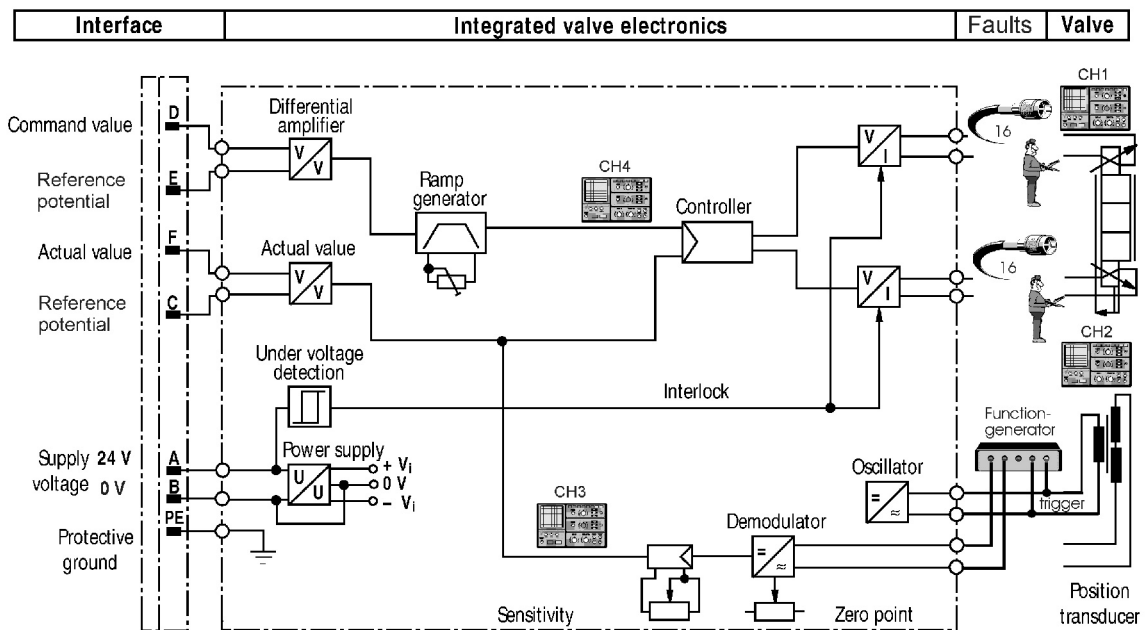 Interface
Integrated valve electronics
Faults
Valve
CH1
D
Differential
amplifier
Command value
V
V
V
I
16
E
Reference
potential
Ramp
generator
CH4
Controller
F
Actual value
Actual value
V
V
V
I
16
C
Reference
potential
CH2
Under voltage
detection
Interlock
Function-
generator
Supply 24 V
voltage 0 V
A
B
Power supply
U
U
+ Vi
0 V
– Vi
Oscillator
=
≈
trigger
CH3
PE
Protective
ground
Demodulator
=
≈
Sensitivity
Zero point
Position
transducer